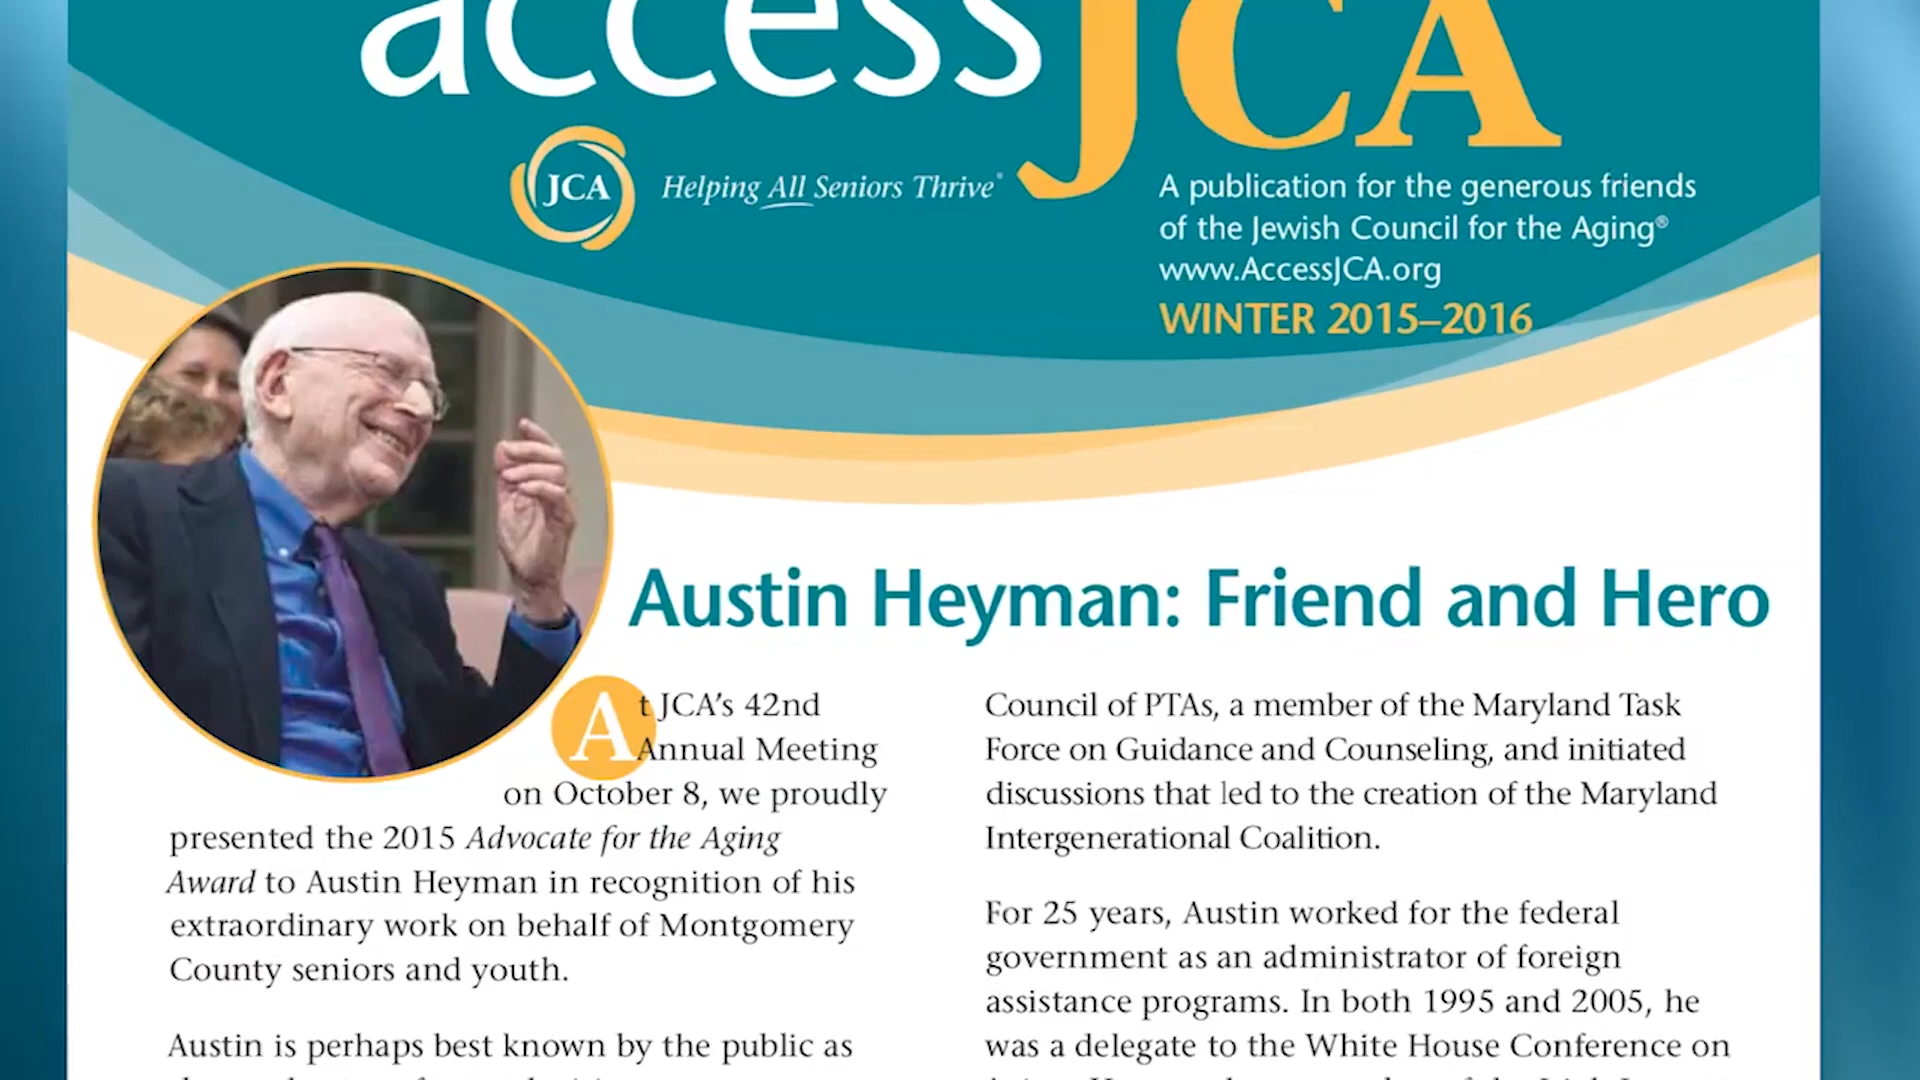 access JCA
JCA
Helping All Seniors Thrive®
A publication for the generous friends
of the Jewish Council for the Aging®
www.AccessJCA.org
WINTER 2015–2016
Austin Heyman: Friend and Hero
At JCA’s 42nd
Annual Meeting
on October 8, we proudly
presented the 2015 Advocate for the Aging
Award to Austin Heyman in recognition of his
extraordinary work on behalf of Montgomery
County seniors and youth.
Austin is perhaps best known by the public as
Council of PTAs, a member of the Maryland Task
Force on Guidance and Counseling, and initiated
discussions that led to the creation of the Maryland
Intergenerational Coalition.
For 25 years, Austin worked for the federal
government as an administrator of foreign
assistance programs. In both 1995 and 2005, he
was a delegate to the White House Conference on